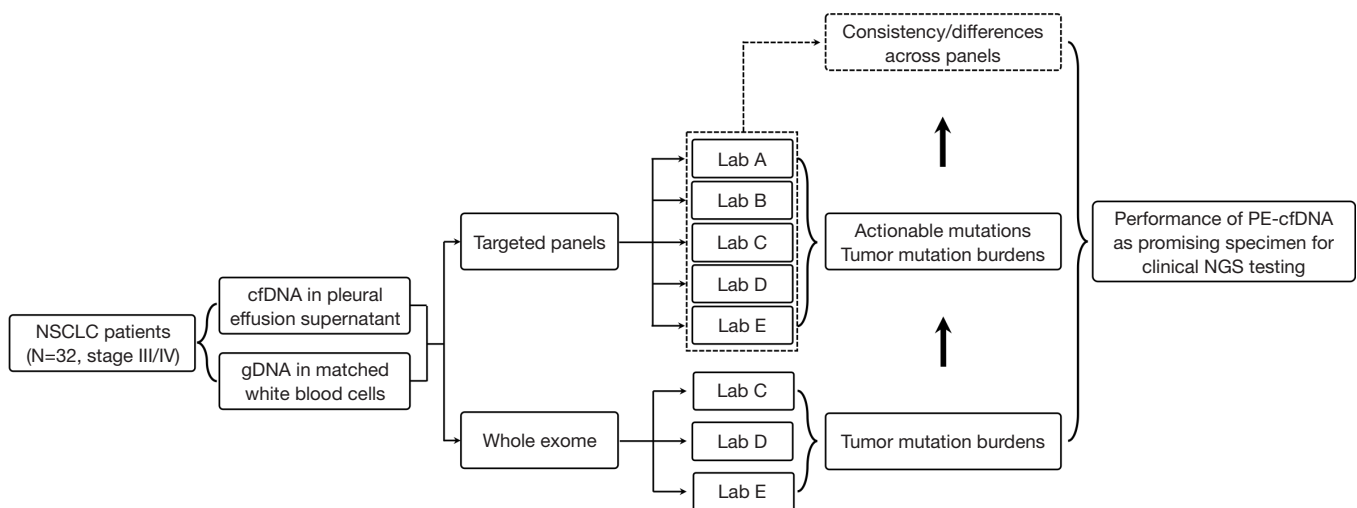 NSCLC patients
(N=32, stage III/IV)
cfDNA in pleural
effusion supernatant
gDNA in matched
white blood cells
Targeted panels
Whole exome
Lab A
Lab B
Lab C
Lab D
Lab E
Lab C
Lab D
Lab E
Consistency/differences
across panels
Actionable mutations
Tumor mutation burdens
Tumor mutation burdens
Performance of PE-cfDNA
as promising specimen for
clinical NGS testing